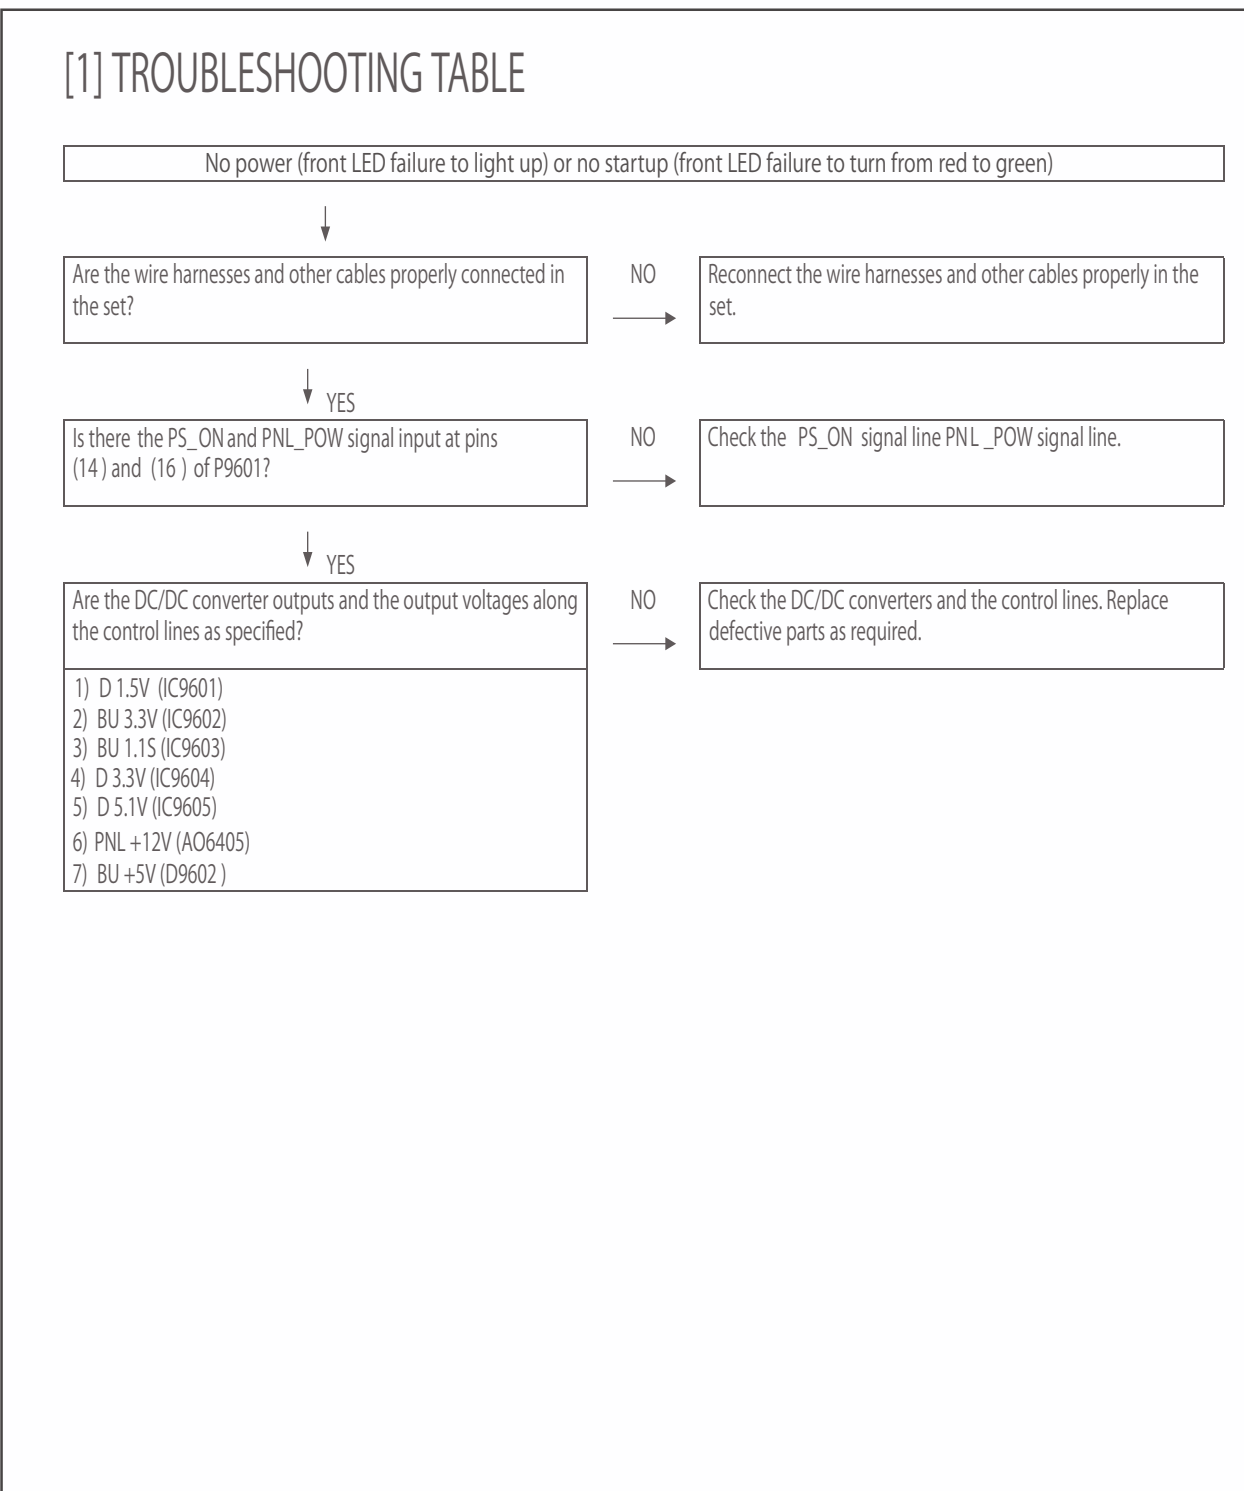 [1] TROUBLESHOOTING TABLE
No power (front LED failure to light up) or no startup (front LED failure to turn from red to green)
Are the wire harnesses and other cables properly connected in
the set?
NO
Reconnect the wire harnesses and other cables properly in the
set.
YES
Is there the PS_ON and PNL_POW signal input at pins
(14 ) and (16 ) of P9601?
NO
Check the PS_ON signal line PNL _POW signal line.
YES
Are the DC/DC converter outputs and the output voltages along
the control lines as specified?
NO
Check the DC/DC converters and the control lines. Replace
defective parts as required.
1) D 1.5V (IC9601)
2) BU 3.3V (IC9602)
3) BU 1.1S (IC9603)
4) D 3.3V (IC9604)
5) D 5.1V (IC9605)
6) PNL +12V (AO6405)
7) BU +5V (D9602 )